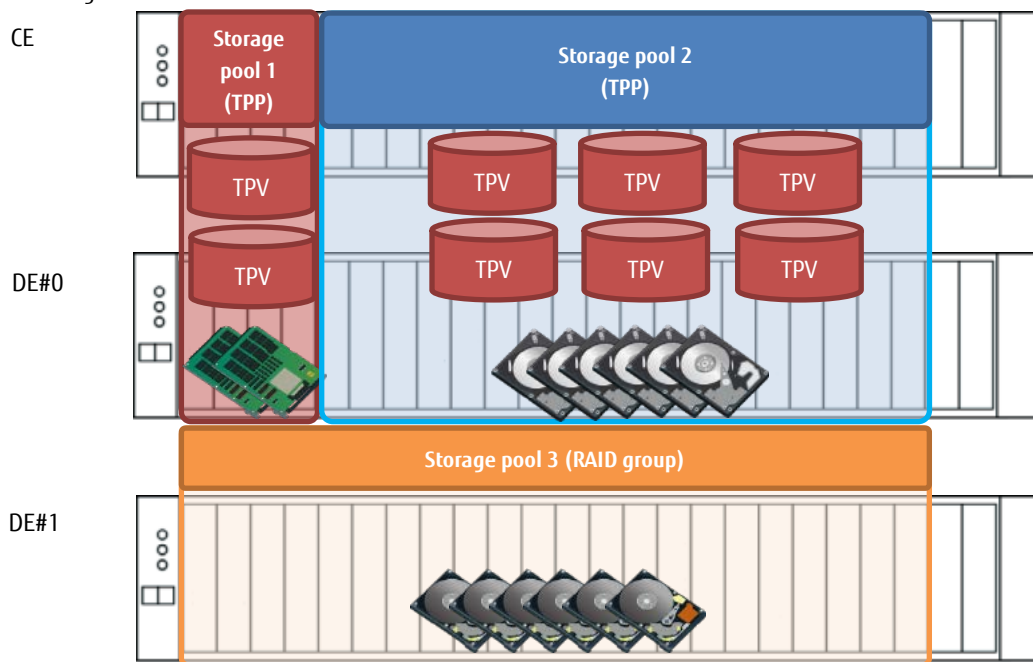 CE
Storage
pool 1
(TPP)
Storage pool 2
(TPP)
TPV
TPV
TPV
TPV
TPV
TPV
TPV
TPV
DE#0
Storage pool 3 (RAID group)
DE#1